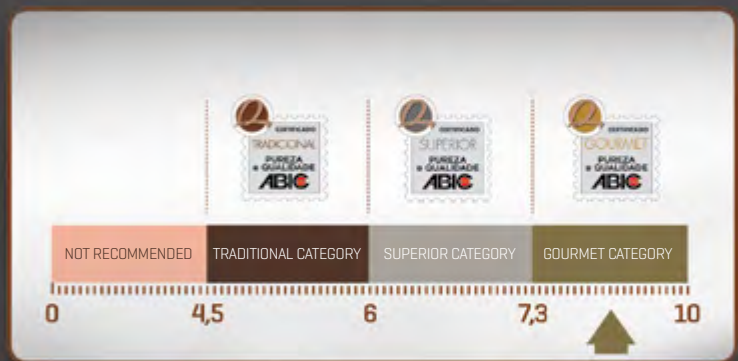 CERTIFICADO
TRADICIONAL
PUREZA
e QUALIDADE
ABIC
CERTIFICADO
SUPERIOR
PUREZA
e QUALIDADE
ABIC
CERTIFICADO
GOURMET
PUREZA
e QUALIDADE
ABIC
NOT RECOMMENDED
TRADITIONAL CATEGORY
SUPERIOR CATEGORY
GOURMET CATEGORY
0 4,5 6 7,3 10